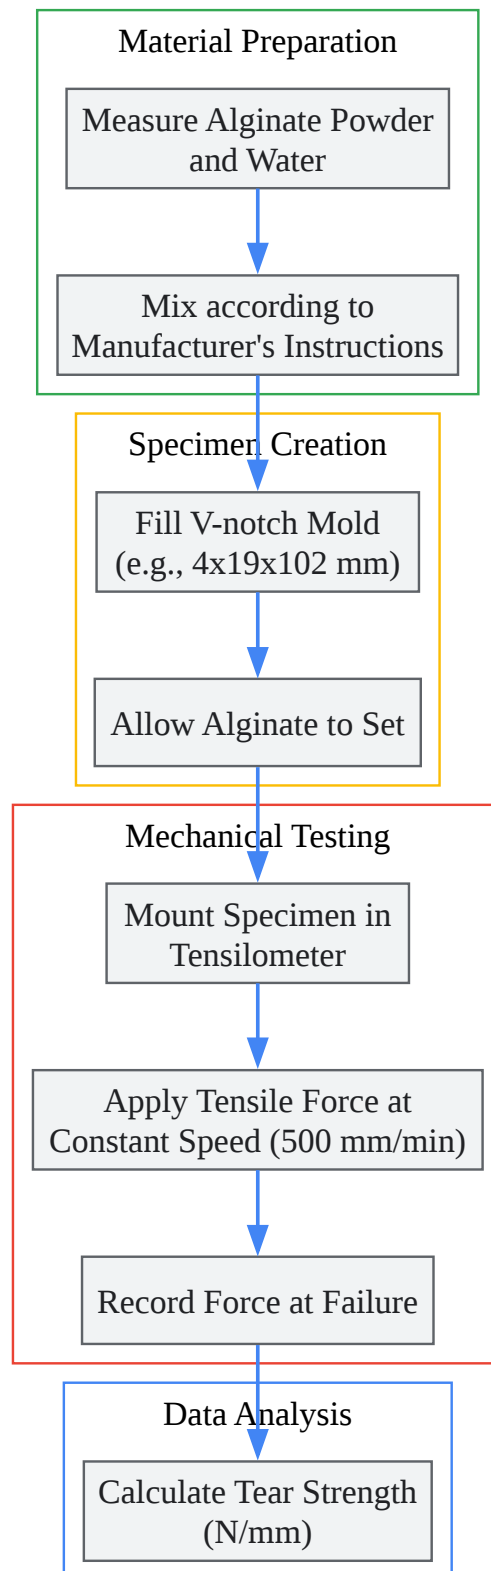 Material Preparation
Measure Alginate Powder
and Water
Mix according to
Manufacturer's Instructions
Specimen Creation
Fill V-notch Mold
(e.g., 4x19x102 mm)
Allow Alginate to Set
Mechanical Testing
Mount Specimen in
Tensilometer
Apply Tensile Force at
Constant Speed (500 mm/min)
Record Force at Failure
Data Analysis
Calculate Tear Strength
(N/mm)